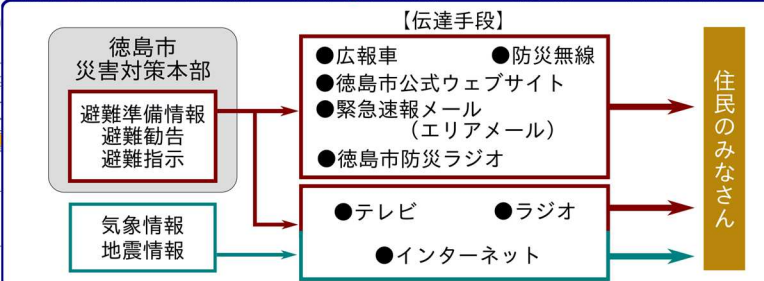 【伝達手段】
徳島市
災害対策本部
避難準備情報
避難勧告
避難指示
●広報車 ●防災無線
●徳島市公式ウェブサイト
●緊急速報メール
（エリアメール）
●徳島市防災ラジオ
気象情報
地震情報
●テレビ ●ラジオ
●インターネット
住民のみなさん